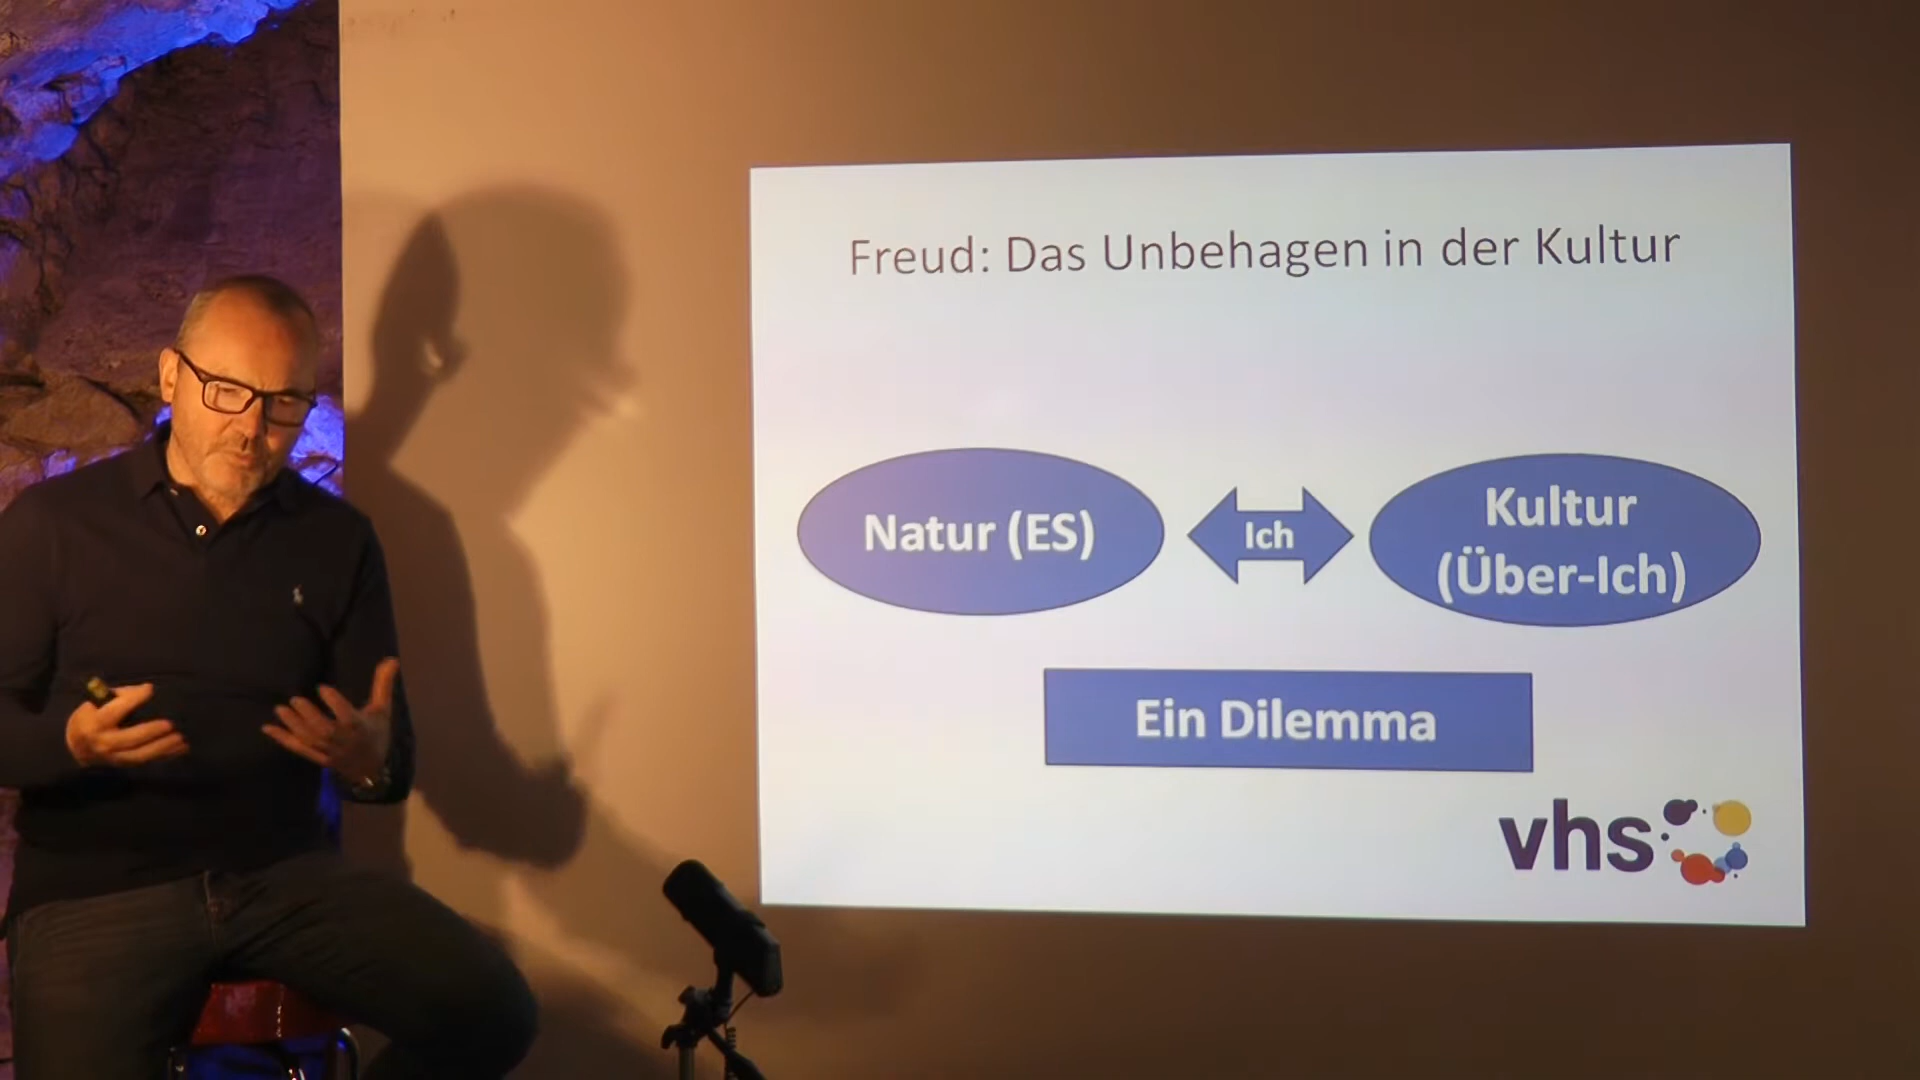 Freud: Das Unbehagen in der Kultur
Natur (ES)
Ich
Kultur
(Über-Ich)
Ein Dilemma
vhs